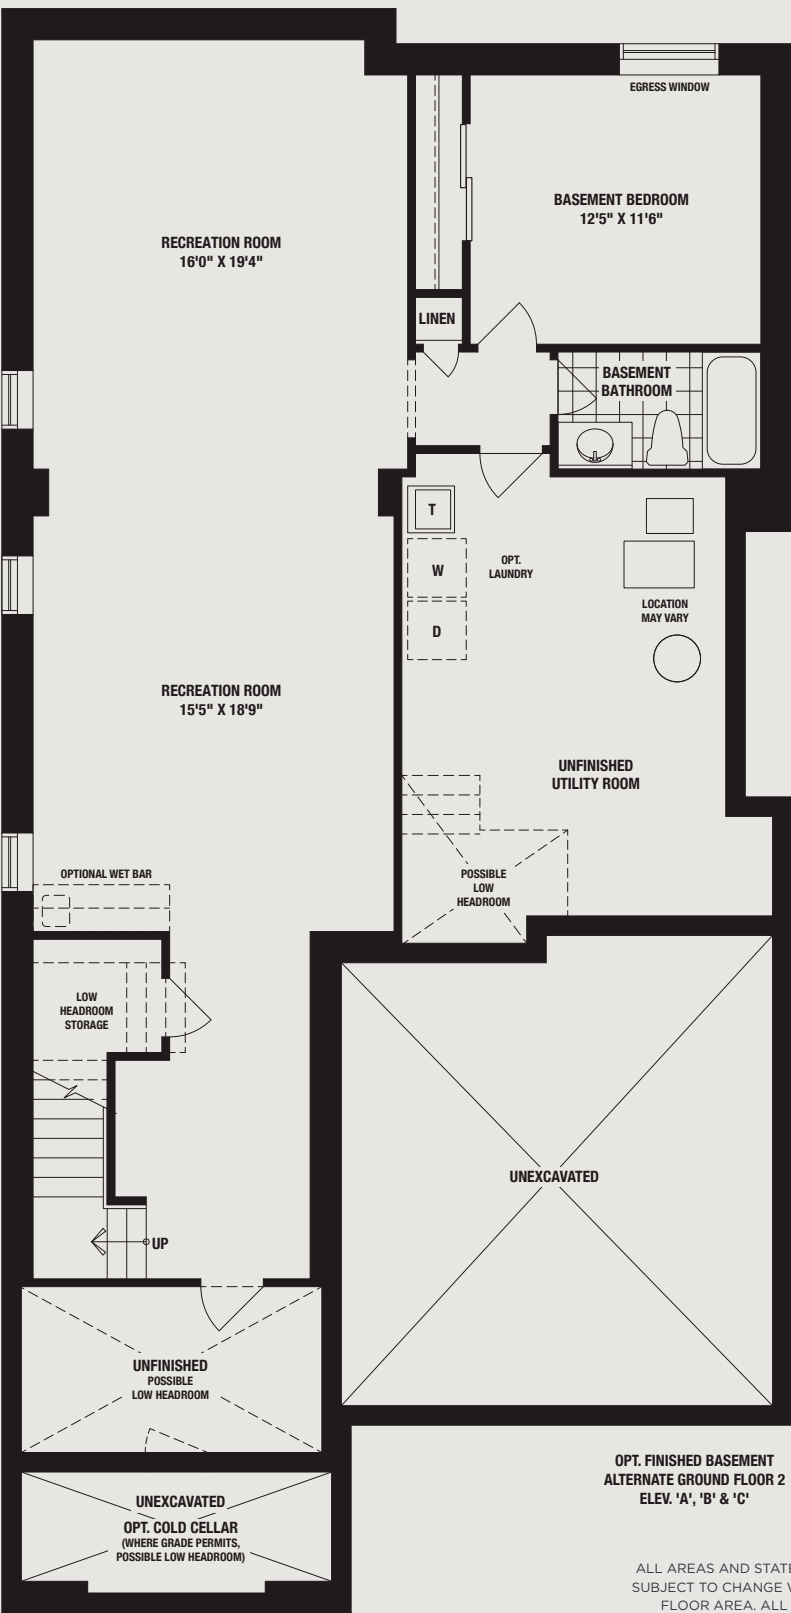 EGRESS WINDOW
BASEMENT BEDROOM
12'5" X 11'6"
RECREATION ROOM
16'0" X 19'4"
LINEN
BASEMENT
BATHROOM
T
W
D
OPT.
LAUNDRY
LOCATION
MAY VARY
RECREATION ROOM
15'5" X 18'9"
UNFINISHED
UTILITY ROOM
OPTIONAL WET BAR
POSSIBLE
LOW
HEADROOM
LOW
HEADROOM
STORAGE
UNEXCAVATED
UP
UNFINISHED
POSSIBLE
LOW HEADROOM
UNEXCAVATED
OPT. COLD CELLAR
(WHERE GRADE PERMITS,
POSSIBLE LOW HEADROOM)
OPT. FINISHED BASEMENT
ALTERNATE GROUND FLOOR 2
ELEV. 'A', 'B' & 'C'
ALL AREAS AND STATE
SUBJECT TO CHANGE
FLOOR AREA. ALL